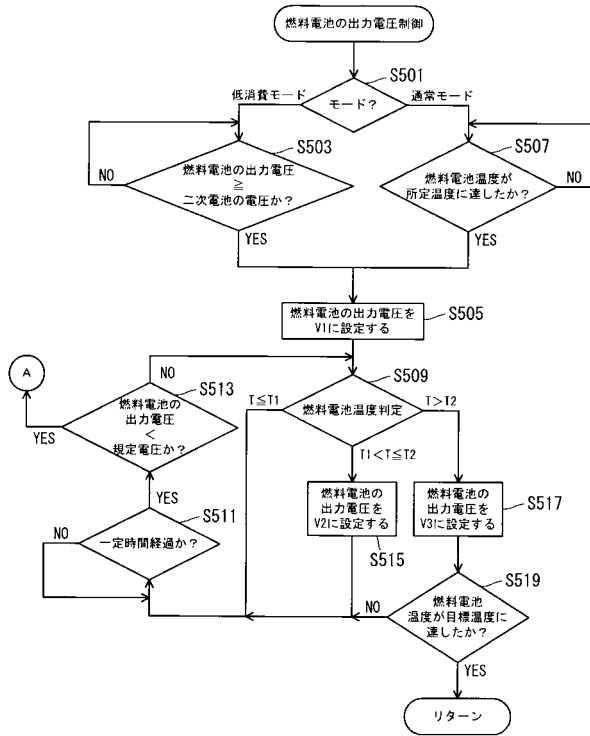 燃料電池の出力電圧制御
S501
低消費モード
モード?
通常モード
S503
燃料電池の出力電圧
≧
二次電池の電圧か?
NO
YES
S507
燃料電池温度が
所定温度に達したか?
NO
YES
S505
燃料電池の出力電圧を
V1に設定する
A
NO
S513
燃料電池の
出力電圧
<
規定電圧か?
YES
S509
T≦T1
燃料電池温度判定
T>T2
T1<T≦T2
YES
S511
NO
一定時間経過か?
燃料電池の
出力電圧を
V2に設定する
S515
燃料電池の
出力電圧を
V3に設定する
S517
S519
燃料電池
温度が目標温度に
達したか?
NO
YES
リターン